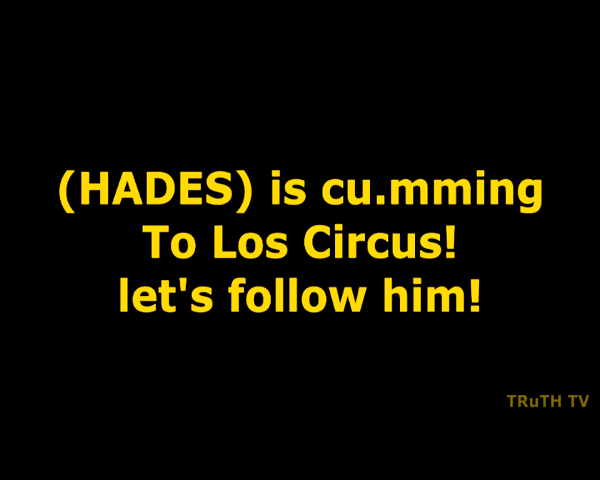 (HADES) is cu.mming
To Los Circus!
let's follow him!
TRuTH TV